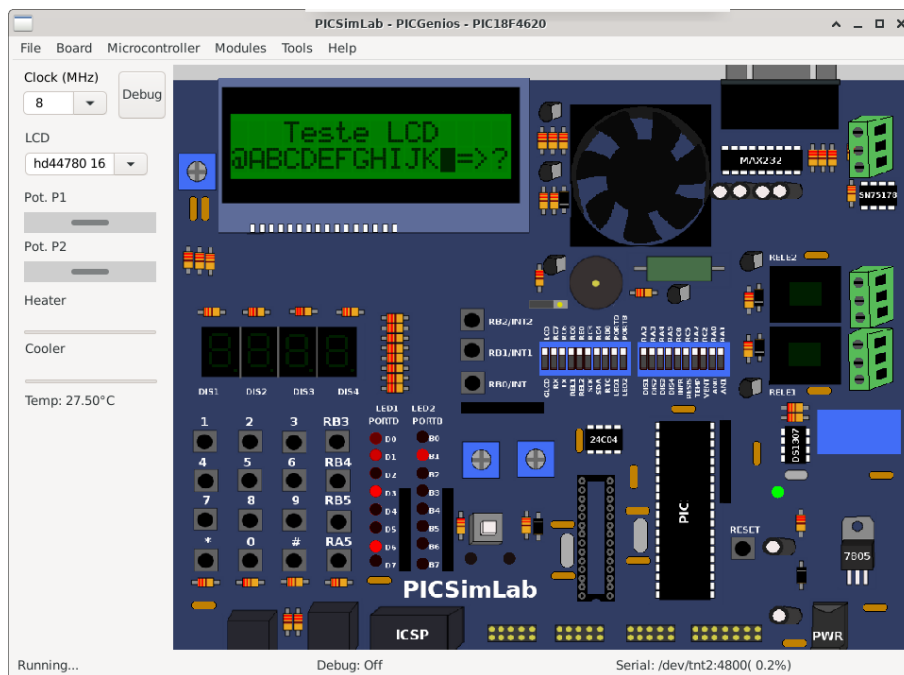 PICSimLab - PICGenios - PIC18F4620
File Board Microcontroller Modules Tools Help
Clock (MHz)
8
Debug
LCD
hd44780 16
Pot. P1
Pot. P2
Heater
Cooler
Temp: 27.50°C
Teste LCD
@ABCDEFGHIJK█=>?
MAX232
SN75176
RELE2
RELE1
RB2/INT2
RB1/INT1
RB0/INT
DIS1 DIS2 DIS3 DIS4
LED1 LED2
PORTD PORTB
D0 B0
D1 B1
D2 B2
D3 B3
D4 B4
D5 B5
D6 B6
D7 B7
1 2 3 RB3
4 5 6 RB4
7 8 9 RB5
* 0 # RA5
24C04
DS1307
PIC
RESET
7805
PICSimLab
ICSP
PWR
Running...
Debug: Off
Serial: /dev/tnt2:4800( 0.2%)